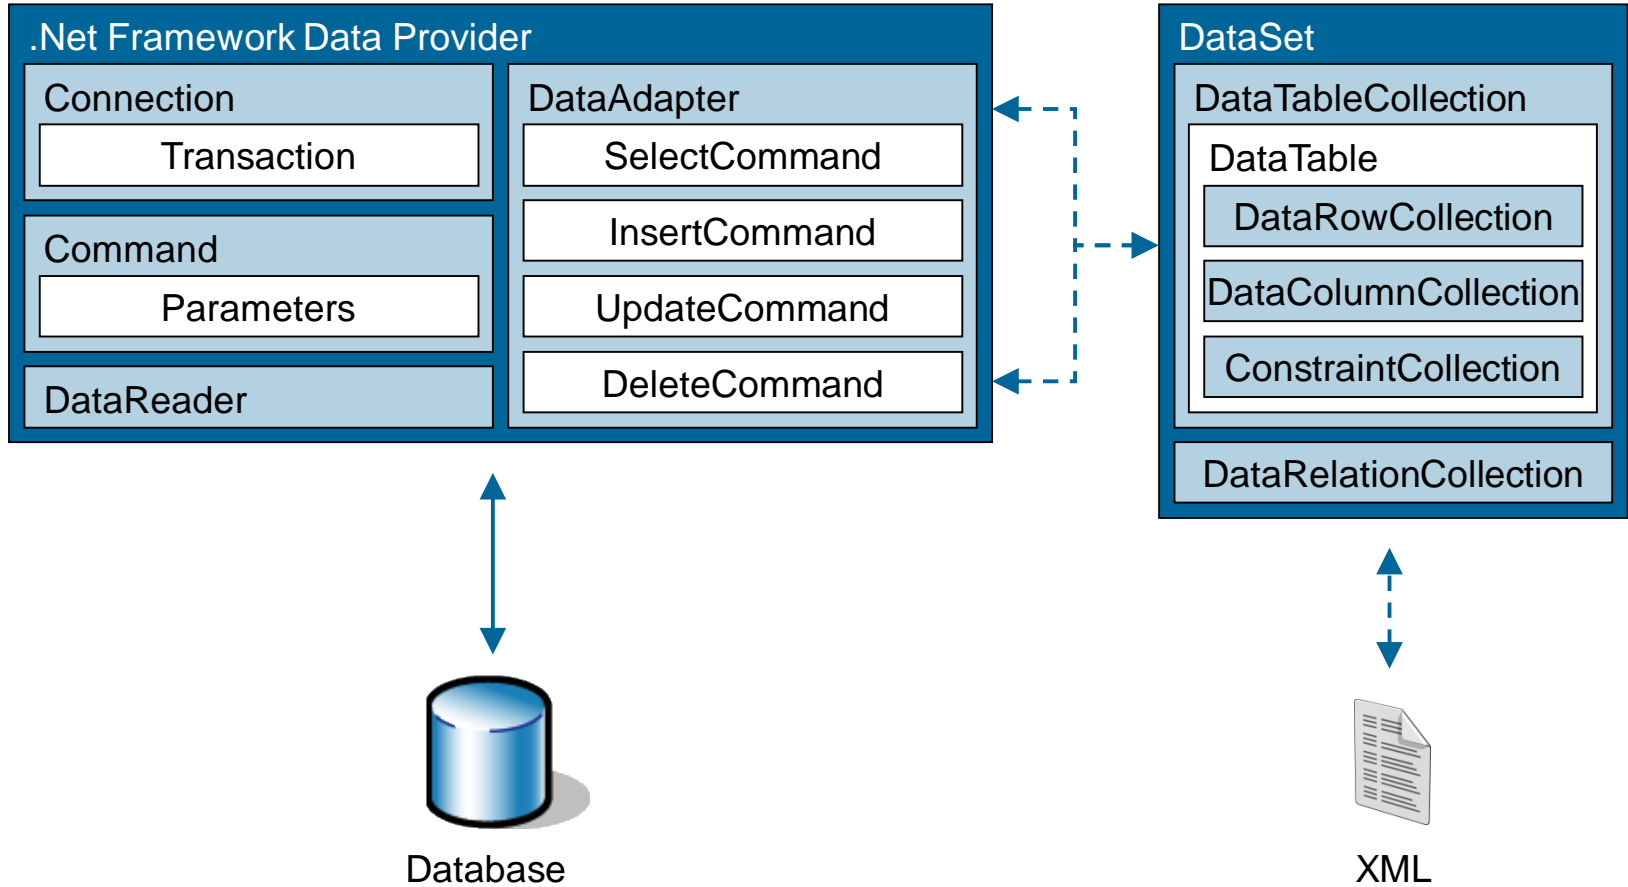 .Net Framework Data Provider
Connection
Transaction
Command
Parameters
DataReader
DataAdapter
SelectCommand
InsertCommand
UpdateCommand
DeleteCommand
DataSet
DataTableCollection
DataTable
DataRowCollection
DataColumnCollection
ConstraintCollection
DataRelationCollection
Database
XML